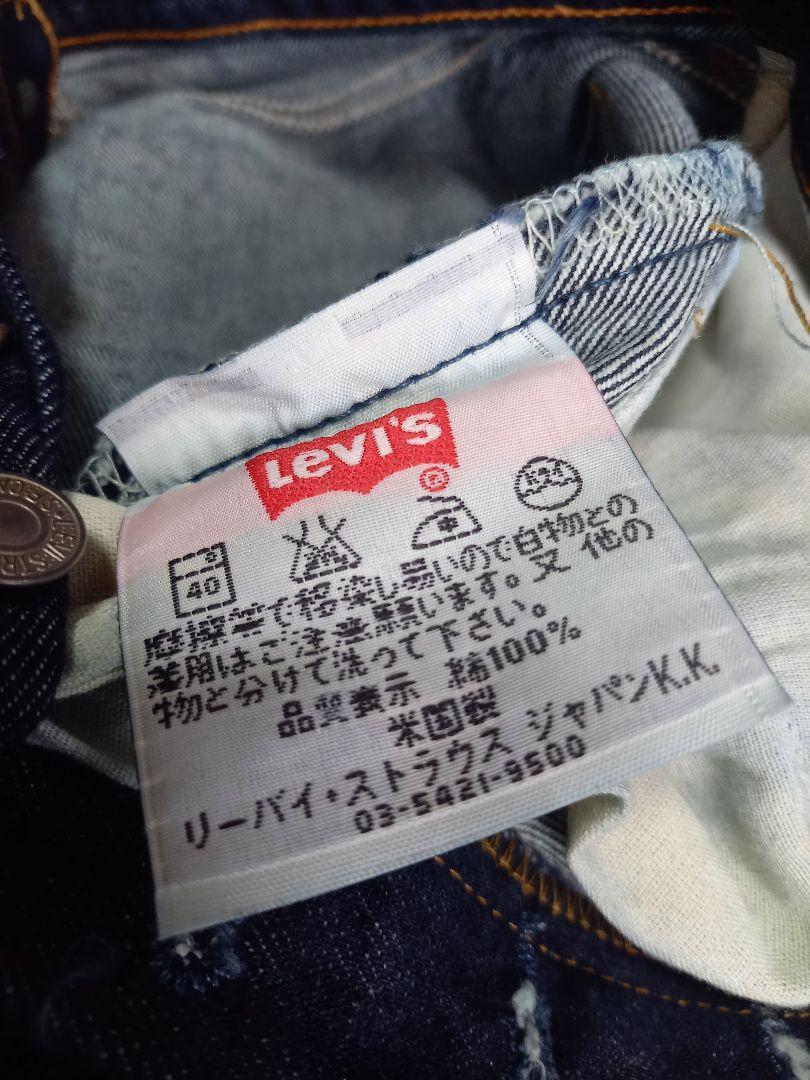 Levi's
®
40
摩擦等で移染し易いので白物との
着用はご注意願います。又 他の
物と分けて洗って下さい。
品質表示 綿100%
米国製
リーバイ・ストラウス ジャパンK.K.
03-5421-9500